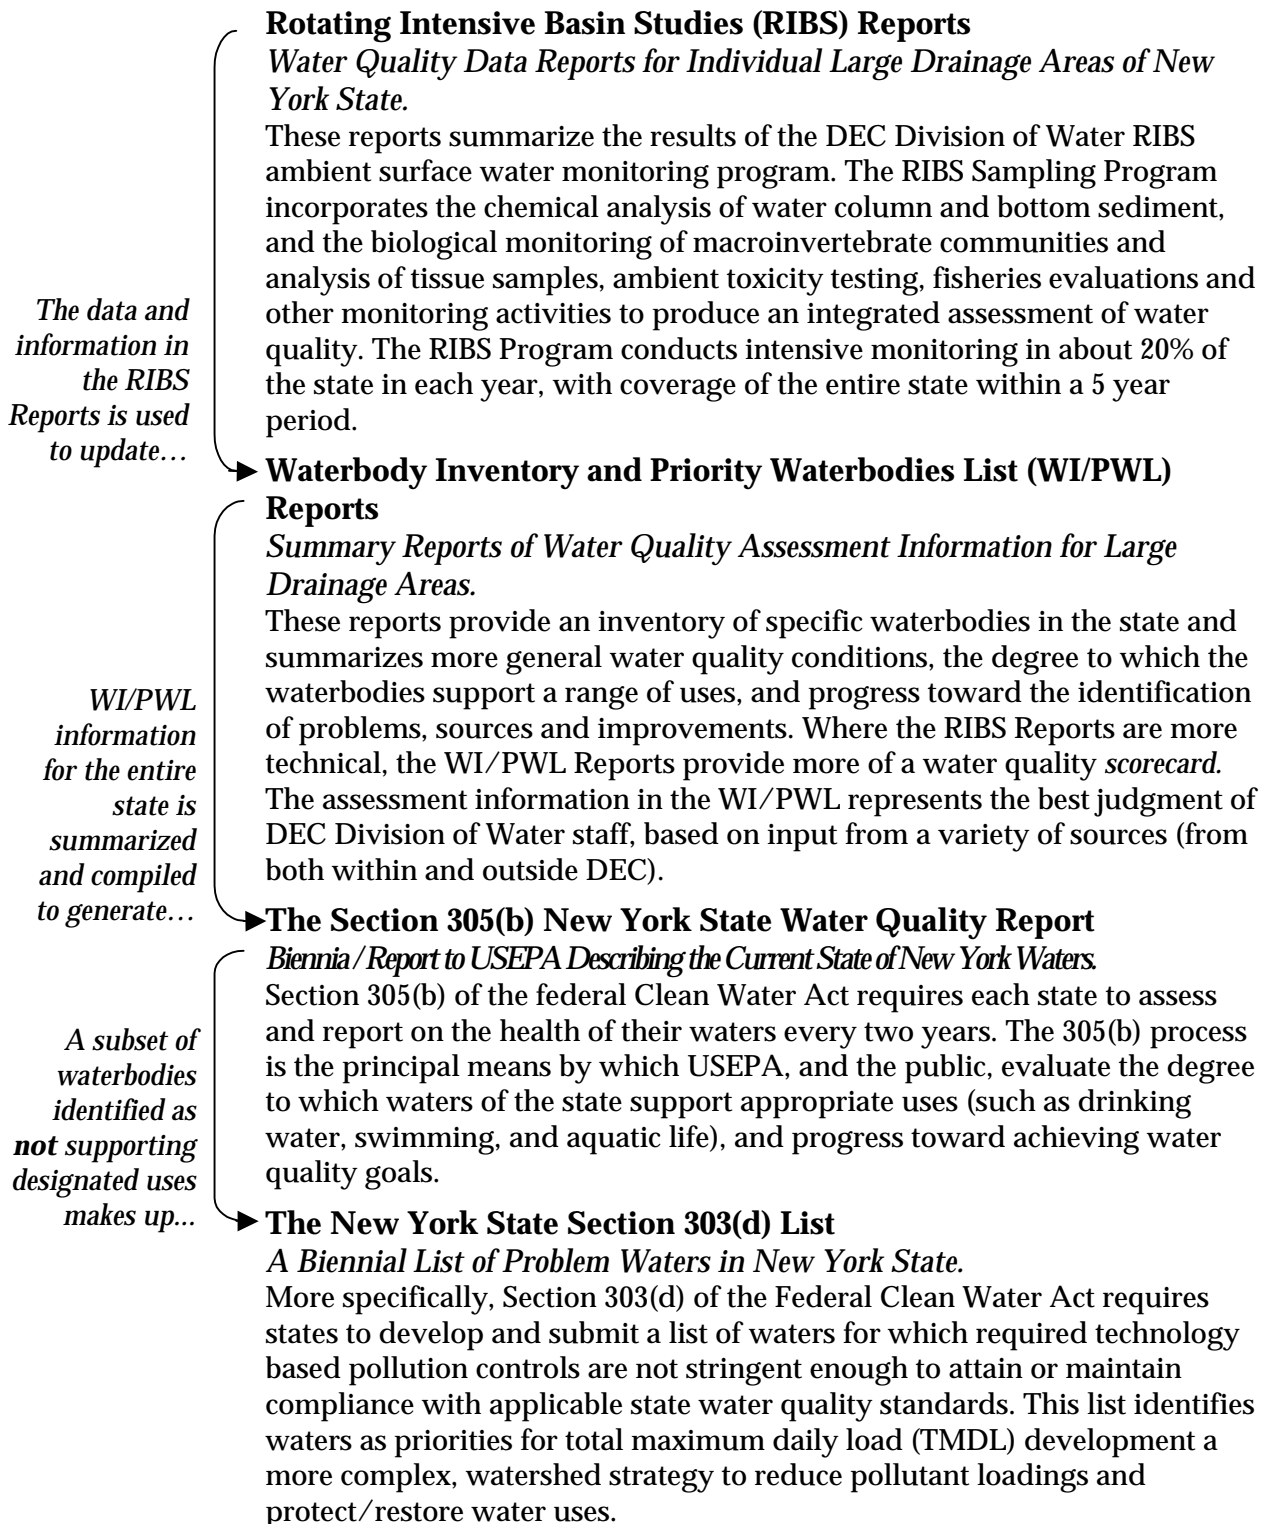 Rotating Intensive Basin Studies (RIBS) Reports
Water Quality Data Reports for Individual Large Drainage Areas of New
York State.
These reports summarize the results of the DEC Division of Water RIBS
ambient surface water monitoring program. The RIBS Sampling Program
incorporates the chemical analysis of water column and bottom sediment,
and the biological monitoring of macroinvertebrate communities and
analysis of tissue samples, ambient toxicity testing, fisheries evaluations and
other monitoring activities to produce an integrated assessment of water
quality. The RIBS Program conducts intensive monitoring in about 20% of
the state in each year, with coverage of the entire state within a 5 year
period.
The data and
information in
the RIBS
Reports is used
to update…
Waterbody Inventory and Priority Waterbodies List (WI/PWL)
Reports
Summary Reports of Water Quality Assessment Information for Large
Drainage Areas.
These reports provide an inventory of specific waterbodies in the state and
summarizes more general water quality conditions, the degree to which the
waterbodies support a range of uses, and progress toward the identification
of problems, sources and improvements. Where the RIBS Reports are more
technical, the WI/PWL Reports provide more of a water quality scorecard.
The assessment information in the WI/PWL represents the best judgment of
DEC Division of Water staff, based on input from a variety of sources (from
both within and outside DEC).
WI/PWL
information
for the entire
state is
summarized
and compiled
to generate…
The Section 305(b) New York State Water Quality Report
Biennia/Report to USEPA Describing the Current State of New York Waters.
Section 305(b) of the federal Clean Water Act requires each state to assess
and report on the health of their waters every two years. The 305(b) process
is the principal means by which USEPA, and the public, evaluate the degree
to which waters of the state support appropriate uses (such as drinking
water, swimming, and aquatic life), and progress toward achieving water
quality goals.
A subset of
waterbodies
identified as
not supporting
designated uses
makes up...
The New York State Section 303(d) List
A Biennial List of Problem Waters in New York State.
More specifically, Section 303(d) of the Federal Clean Water Act requires
states to develop and submit a list of waters for which required technology
based pollution controls are not stringent enough to attain or maintain
compliance with applicable state water quality standards. This list identifies
waters as priorities for total maximum daily load (TMDL) development a
more complex, watershed strategy to reduce pollutant loadings and
protect/restore water uses.